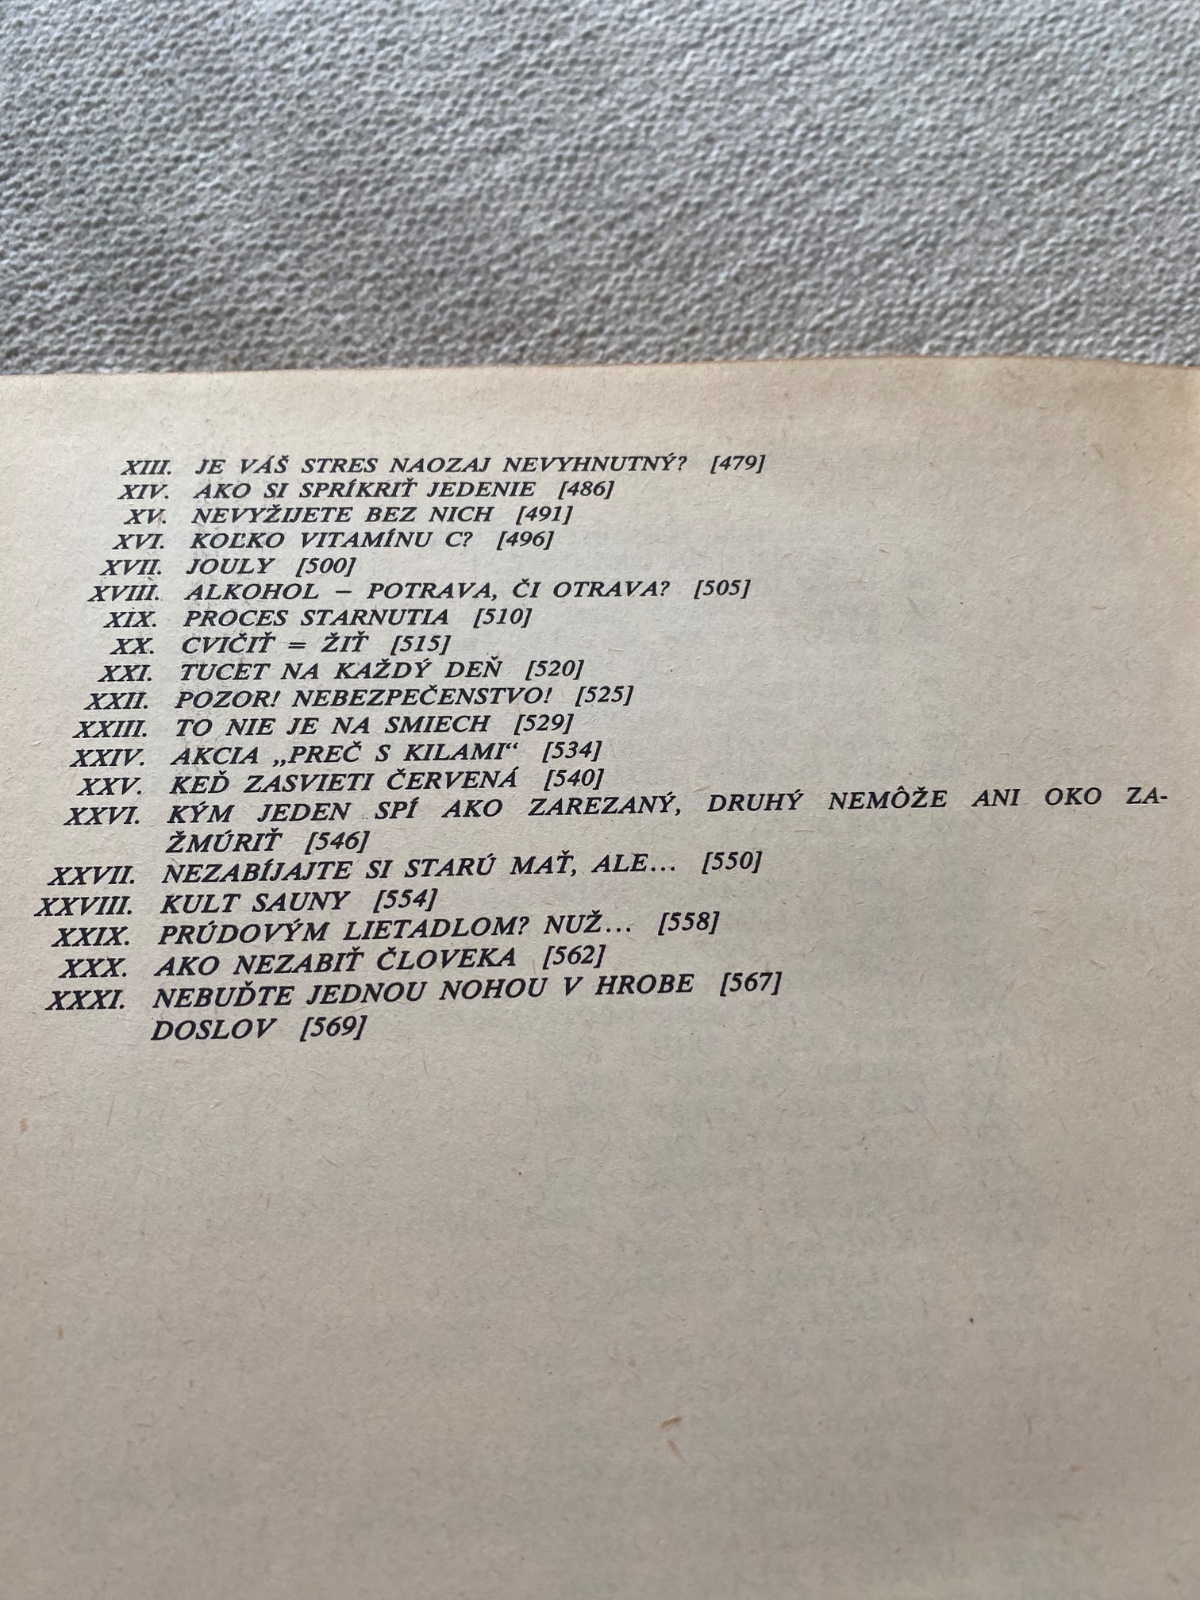 XIII. JE VÁŠ STRES NAOZAJ NEVYHNUTNÝ? [479]
XIV. AKO SI SPRÍKRIŤ JEDENIE [486]
XV. NEVYŽIJETE BEZ NICH [491]
XVI. KOĽKO VITAMÍNU C? [496]
XVII. JOULY [500]
XVIII. ALKOHOL – POTRAVA, ČI OTRAVA? [505]
XIX. PROCES STARNUTIA [510]
XX. CVIČIŤ = ŽIŤ [515]
XXI. TUCET NA KAŽDÝ DEŇ [520]
XXII. POZOR! NEBEZPEČENSTVO! [525]
XXIII. TO NIE JE NA SMIECH [529]
XXIV. AKCIA „PREČ S KILAMI“ [534]
XXV. KEĎ ZASVIETI ČERVENÁ [540]
XXVI. KÝM JEDEN SPÍ AKO ZAREZANÝ, DRUHÝ NEMÔŽE ANI OKO ZA-
ŽMÚRIŤ [546]
XXVII. NEZABÍJAJTE SI STARÚ MAŤ, ALE... [550]
XXVIII. KULT SAUNY [554]
XXIX. PRÚDOVÝM LIETADLOM? NUŽ... [558]
XXX. AKO NEZABIŤ ČLOVEKA [562]
XXXI. NEBUĎTE JEDNOU NOHOU V HROBE [567]
DOSLOV [569]